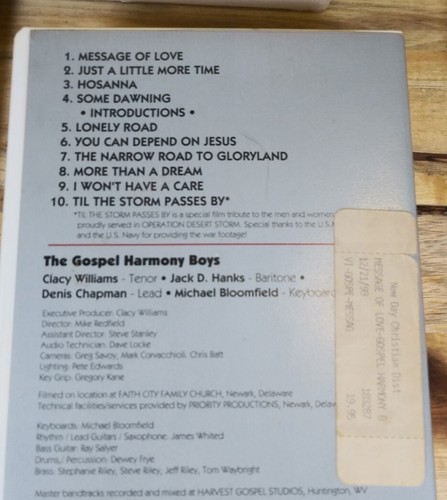 1. MESSAGE OF LOVE
2. JUST A LITTLE MORE TIME
3. HOSANNA
4. SOME DAWNING
• INTRODUCTIONS •
5. LONELY ROAD
6. YOU CAN DEPEND ON JESUS
7. THE NARROW ROAD TO GLORYLAND
8. MORE THAN A DREAM
9. I WON'T HAVE A CARE
10. TIL THE STORM PASSES BY*
*'TIL THE STORM PASSES BY is a special film tribute to the men and women
proudly served in OPERATION DESERT STORM. Special thanks to the U.S.
and the U.S. Navy for providing the war footage!
The Gospel Harmony Boys
Clacy Williams - Tenor • Jack D. Hanks - Baritone •
Denis Chapman - Lead • Michael Bloomfield - Keyboard
Executive Producer: Clacy Williams
Director: Mike Redfield
Assistant Director: Steve Stanley
Audio Technician: Dave Locke
Cameras: Greg Savoy, Mark Corvacchioli, Chris Batt
Lighting: Pete Edwards
Key Grip: Gregory Kane
Filmed on location at FAITH CITY FAMILY CHURCH, Newark, Delaware
Technical facilities/services provided by PRIORITY PRODUCTIONS, Newark, Delaw
Keyboards: Michael Bloomfield
Rhythm / Lead Guitars / Saxophone: James Whited
Bass Guitar: Ray Salyer
Drums / Percussion: Dewey Frye
Brass: Stephanie Riley, Steve Riley, Jeff Riley, Tom Waybright
Master bandtracks recorded and mixed at HARVEST GOSPEL STUDIOS, Huntington, WV
New Day Christian Dist
MESSAGE OF LOVE-GOSPEL HARMONY B
19.95